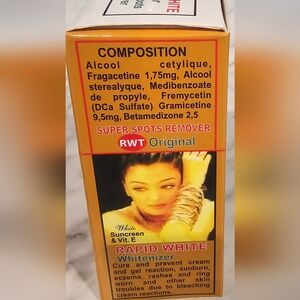 COMPOSITION
Alcool cetylique,
Fragacetine 1,75mg, Alcool
sterealyque, Medibenzoate
de propyle, Fremycetin
(DCa Sulfate) Gramicetine
9,5mg, Betamedizone 2,5
SUPER SPOTS REMOVER
RWT Original
White
Suncreen
& Vit. E
RAPID WHITE
Whitenizer
Cure and prevent cream
and gel reaction, sunburn,
eczema, rashes and ring
worn and other skin
troubles due to bleaching
cream reactions.